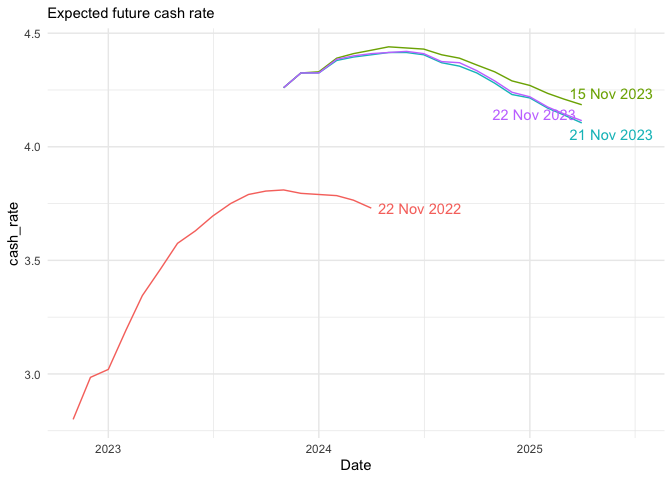 Expected future cash rate
4.5
15 Nov 2023
22 Nov 2023
21 Nov 2023
4.0
22 Nov 2022
3.5
3.0
cash_rate
2023
2024
2025
Date